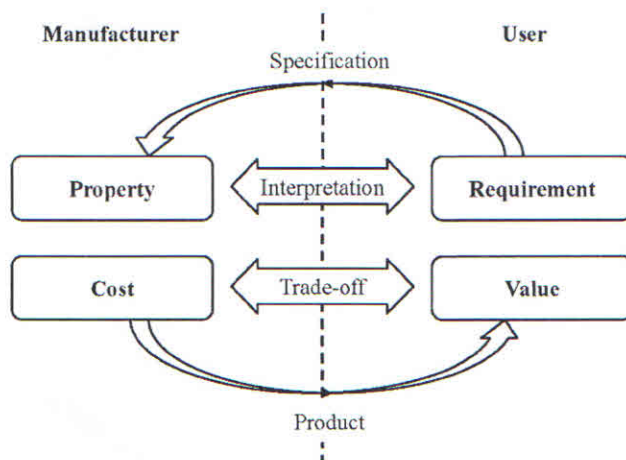 Manufacturer
User
Specification
Property
Interpretation
Requirement
Cost
Trade-off
Value
Product